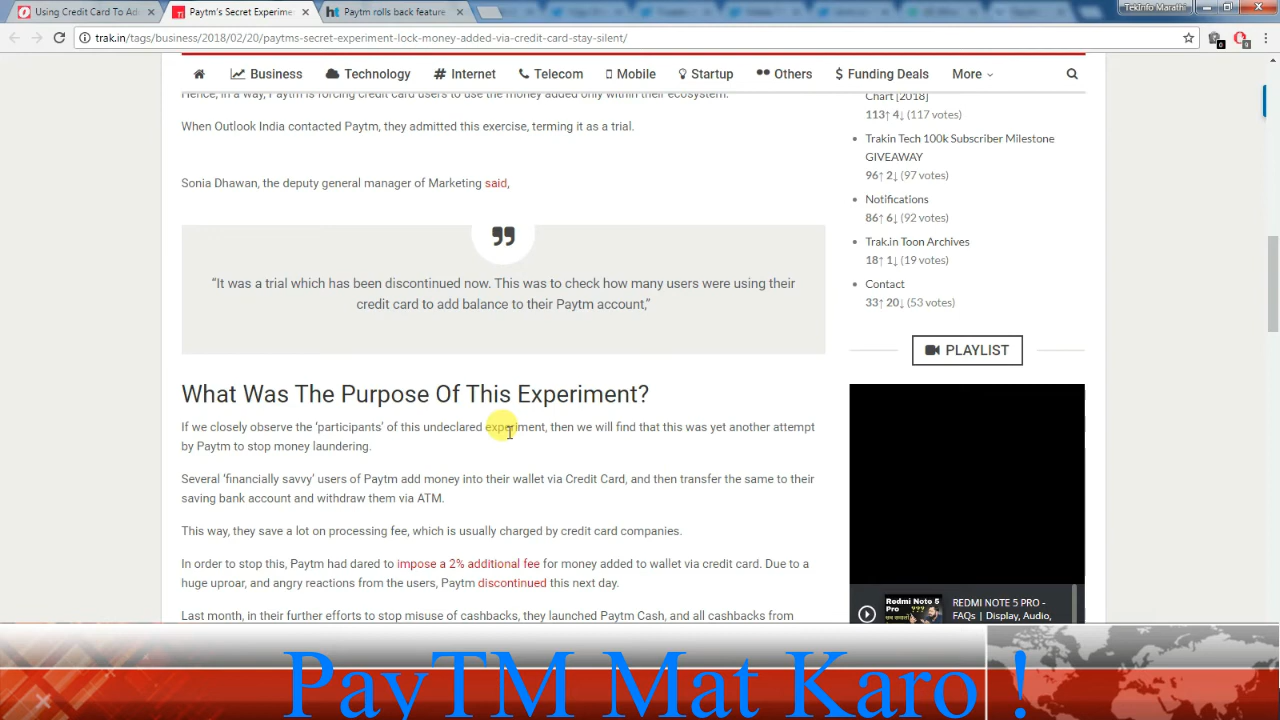 Using Credit Card To Ad
Paytm's Secret Experime
Paytm rolls back feature
TekInfo Marathi
trak.in/tags/business/2018/02/20/paytms-secret-experiment-lock-money-added-via-credit-card-stay-silent/
Business Technology Internet Telecom Mobile Startup Others Funding Deals More
Hence, in a way, Paytm is forcing credit card users to use the money added only within their ecosystem.
When Outlook India contacted Paytm, they admitted this exercise, terming it as a trial.
Sonia Dhawan, the deputy general manager of Marketing said,
“It was a trial which has been discontinued now. This was to check how many users were using their
credit card to add balance to their Paytm account,”
What Was The Purpose Of This Experiment?
If we closely observe the ‘participants’ of this undeclared experiment, then we will find that this was yet another attempt
by Paytm to stop money laundering.
Several ‘financially savvy’ users of Paytm add money into their wallet via Credit Card, and then transfer the same to their
saving bank account and withdraw them via ATM.
This way, they save a lot on processing fee, which is usually charged by credit card companies.
In order to stop this, Paytm had dared to impose a 2% additional fee for money added to wallet via credit card. Due to a
huge uproar, and angry reactions from the users, Paytm discontinued this next day.
Last month, in their further efforts to stop misuse of cashbacks, they launched Paytm Cash, and all cashbacks from
Chart [2018]
113↑ 4↓ (117 votes)
Trakin Tech 100k Subscriber Milestone
GIVEAWAY
96↑ 2↓ (97 votes)
Notifications
86↑ 6↓ (92 votes)
Trak.in Toon Archives
18↑ 1↓ (19 votes)
Contact
33↑ 20↓ (53 votes)
PLAYLIST
REDMI NOTE 5 PRO -
FAQs | Display, Audio,
Redmi Note 5
Pro ???
PayTM Mat Karo !